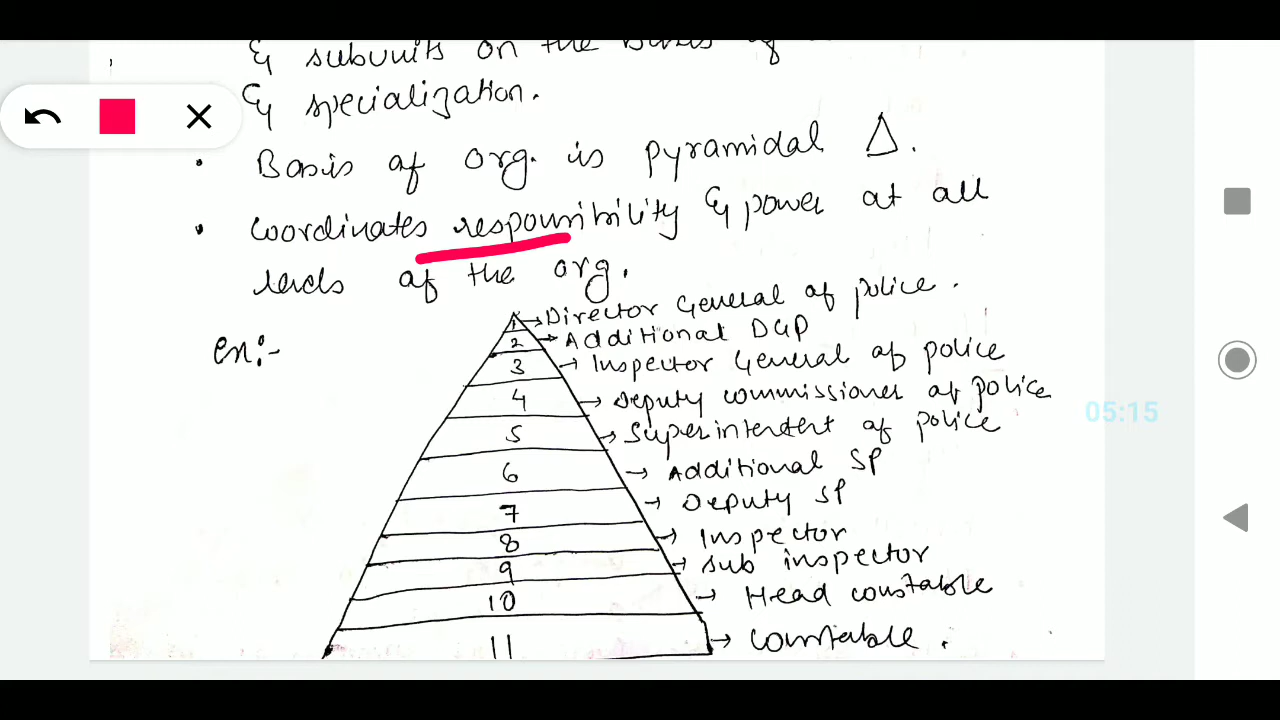 & subunits on the Basis of
& specialization.
• Basis of org. is pyramidal Δ.
• Coordinates responsibility & power at all
levels of the org.
ex:-
1 → Director General of police.
2 → Additional DGP
3 → Inspector General of police
4 → Deputy commissioner of police
5 → Superintendent of police
6 → Additional SP
7 → Deputy SP
8 → Inspector
9 → sub inspector
10 → Head constable
11 → constable.
05:15